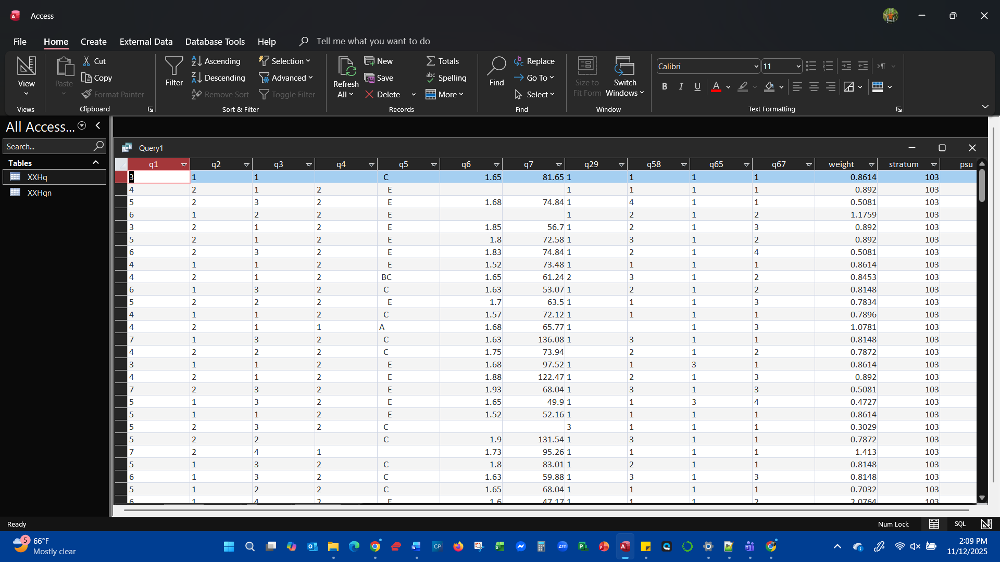 Access
File Home Create External Data Database Tools Help Tell me what you want to do
View
Views
Paste
Cut
Copy
Format Painter
Clipboard
Filter
Ascending
Descending
Remove Sort
Selection
Advanced
Toggle Filter
Sort & Filter
Refresh All
New
Save
Delete
Totals
Spelling
More
Records
Find
Replace
Go To
Select
Find
Size to Fit Form
Switch Windows
Window
Calibri 11
B I U A
Text Formatting
All Access...
Search...
Tables
XXHq
XXHqn
Query1
q1 q2 q3 q4 q5 q6 q7 q29 q58 q65 q67 weight stratum psu
3 1 1 C 1.65 81.65 1 1 1 1 0.8614 103
4 2 1 2 E 1 1 1 1 0.892 103
5 2 3 2 E 1.68 74.84 1 4 1 1 0.5081 103
6 1 2 2 E 1 2 1 2 1.1759 103
3 2 1 2 E 1.85 56.7 1 2 1 3 0.892 103
5 2 1 2 E 1.8 72.58 1 3 1 2 0.892 103
6 2 3 2 E 1.83 74.84 1 2 1 4 0.5081 103
4 1 1 2 E 1.52 73.48 1 1 1 1 0.8614 103
4 2 1 2 BC 1.65 61.24 2 3 1 2 0.8453 103
6 1 3 2 C 1.63 53.07 1 2 1 2 0.8148 103
5 2 2 2 E 1.7 63.5 1 1 1 3 0.7834 103
4 1 1 2 C 1.57 72.12 1 1 1 1 0.7896 103
4 2 1 1 A 1.68 65.77 1 1 3 1.0781 103
7 1 3 2 C 1.63 136.08 1 3 1 1 0.8148 103
4 2 2 2 C 1.75 73.94 2 1 2 0.7872 103
3 1 1 2 E 1.68 97.52 1 1 3 1 0.8614 103
4 2 1 2 E 1.88 122.47 1 2 1 3 0.892 103
7 2 3 2 E 1.93 68.04 1 3 1 3 0.5081 103
5 1 3 2 E 1.65 49.9 1 1 3 4 0.4727 103
5 1 1 2 E 1.52 52.16 1 1 1 1 0.8614 103
5 2 3 2 C 3 1 1 1 0.3029 103
5 2 2 C 1.9 131.54 1 3 1 1 0.7872 103
7 2 4 1 1.73 95.26 1 1 1 1 1.413 103
5 1 3 2 C 1.8 83.01 1 2 1 1 0.8148 103
6 1 3 2 C 1.63 59.88 1 3 1 3 0.8148 103
5 1 2 2 C 1.65 68.04 1 1 1 1 0.7032 103
6 1 4 2 E 1.6 47.17 1 1 1 2 2.0764 103
Ready Num Lock SQL
5 66°F
Mostly clear
CP
zm
2:09 PM
11/12/2025